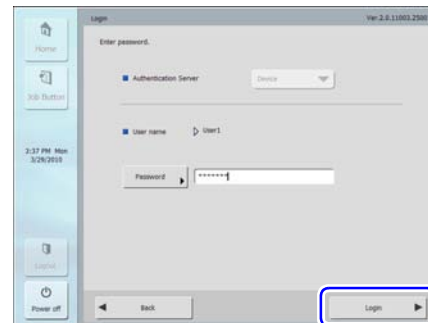 Login
Ver.2.0.11003.2500
Home
Enter password.
Authentication Server
Device
Job Button
User name
User1
2:37 PM Mon
3/29/2010
Password
*******
Logout
Power off
Back
Login